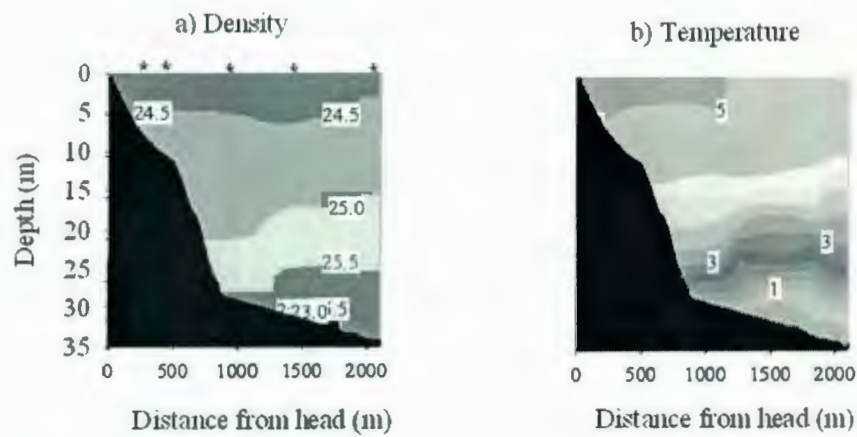 a) Density
b) Temperature
* * * * *
0
5
10
15
20
25
30
35
Depth (m)
24.5
24.5
25.0
25.5
0 500 1000 1500 2000
Distance from head (m)
5
3
3
1
0 500 1000 1500 2000
Distance from head (m)